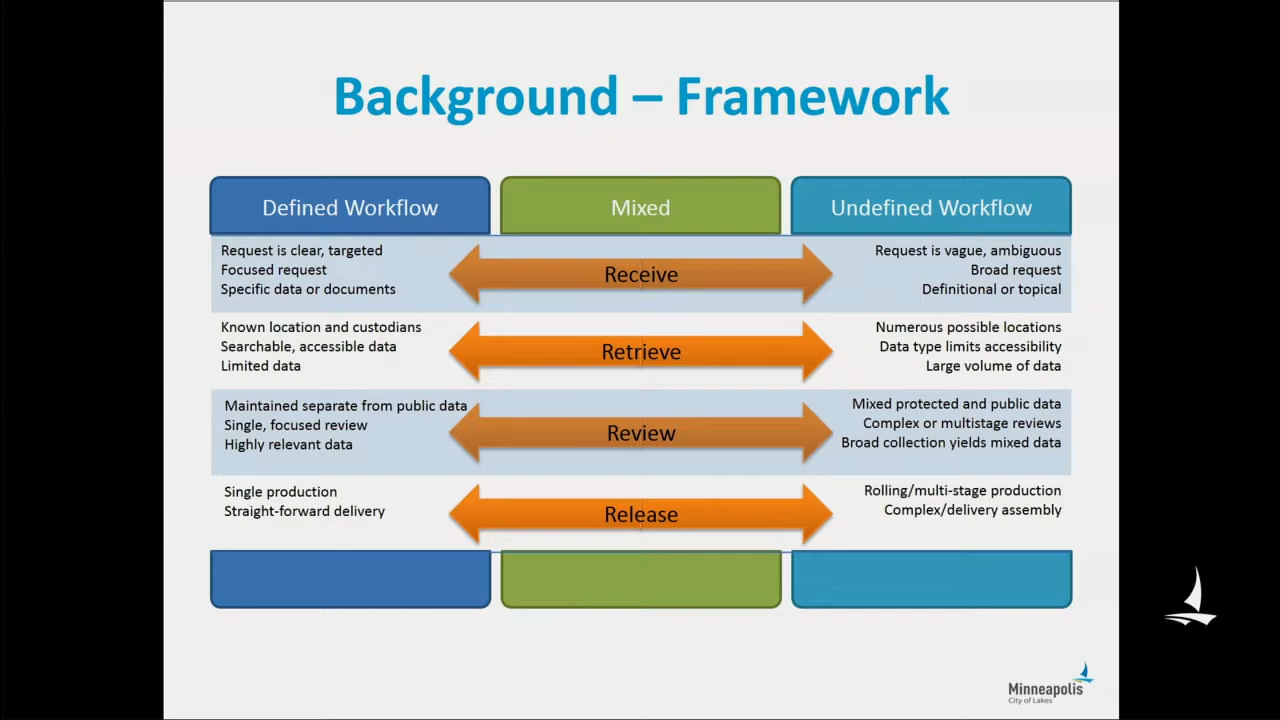 Background – Framework
Defined Workflow
Mixed
Undefined Workflow
Request is clear, targeted
Focused request
Specific data or documents
Receive
Request is vague, ambiguous
Broad request
Definitional or topical
Known location and custodians
Searchable, accessible data
Limited data
Retrieve
Numerous possible locations
Data type limits accessibility
Large volume of data
Maintained separate from public data
Single, focused review
Highly relevant data
Review
Mixed protected and public data
Complex or multistage reviews
Broad collection yields mixed data
Single production
Straight-forward delivery
Release
Rolling/multi-stage production
Complex/delivery assembly
Minneapolis
City of Lakes